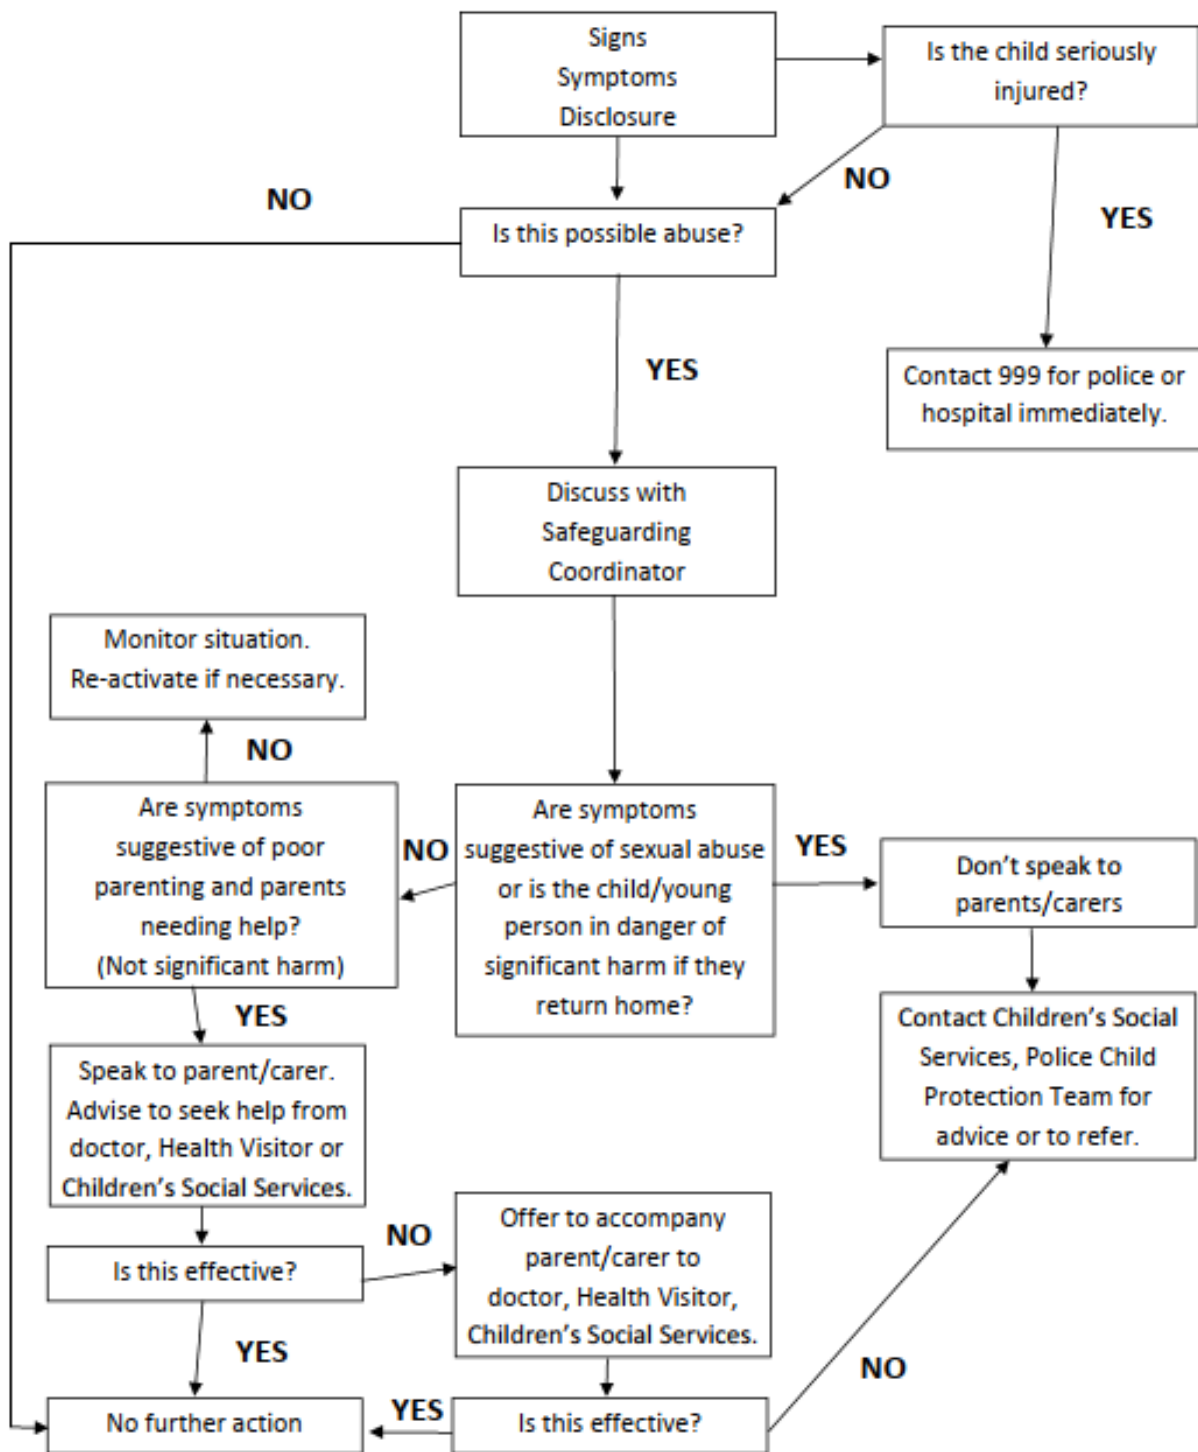 Signs
Symptoms
Disclosure
Is the child seriously
injured?
NO
NO
YES
Is this possible abuse?
YES
Contact 999 for police or
hospital immediately.
Discuss with
Safeguarding
Coordinator
Monitor situation.
Re-activate if necessary.
NO
Are symptoms
suggestive of poor
parenting and parents
needing help?
(Not significant harm)
NO
Are symptoms
suggestive of sexual abuse
or is the child/young
person in danger of
significant harm if they
return home?
YES
Don’t speak to
parents/carers
YES
Contact Children’s Social
Services, Police Child
Protection Team for
advice or to refer.
Speak to parent/carer.
Advise to seek help from
doctor, Health Visitor or
Children’s Social Services.
NO
Offer to accompany
parent/carer to
doctor, Health Visitor,
Children’s Social Services.
Is this effective?
YES
NO
No further action
YES
Is this effective?